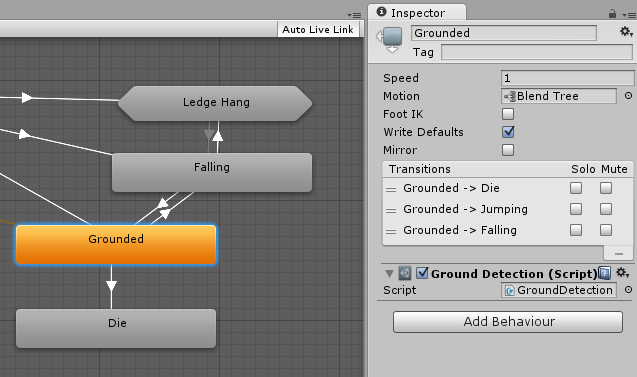 Auto Live Link
Ledge Hang
Falling
Grounded
Die
Inspector
Grounded
Tag
Speed 1
Motion Blend Tree
Foot IK
Write Defaults
Mirror
Transitions Solo Mute
Grounded -> Die
Grounded -> Jumping
Grounded -> Falling
Ground Detection (Script)
Script GroundDetection
Add Behaviour